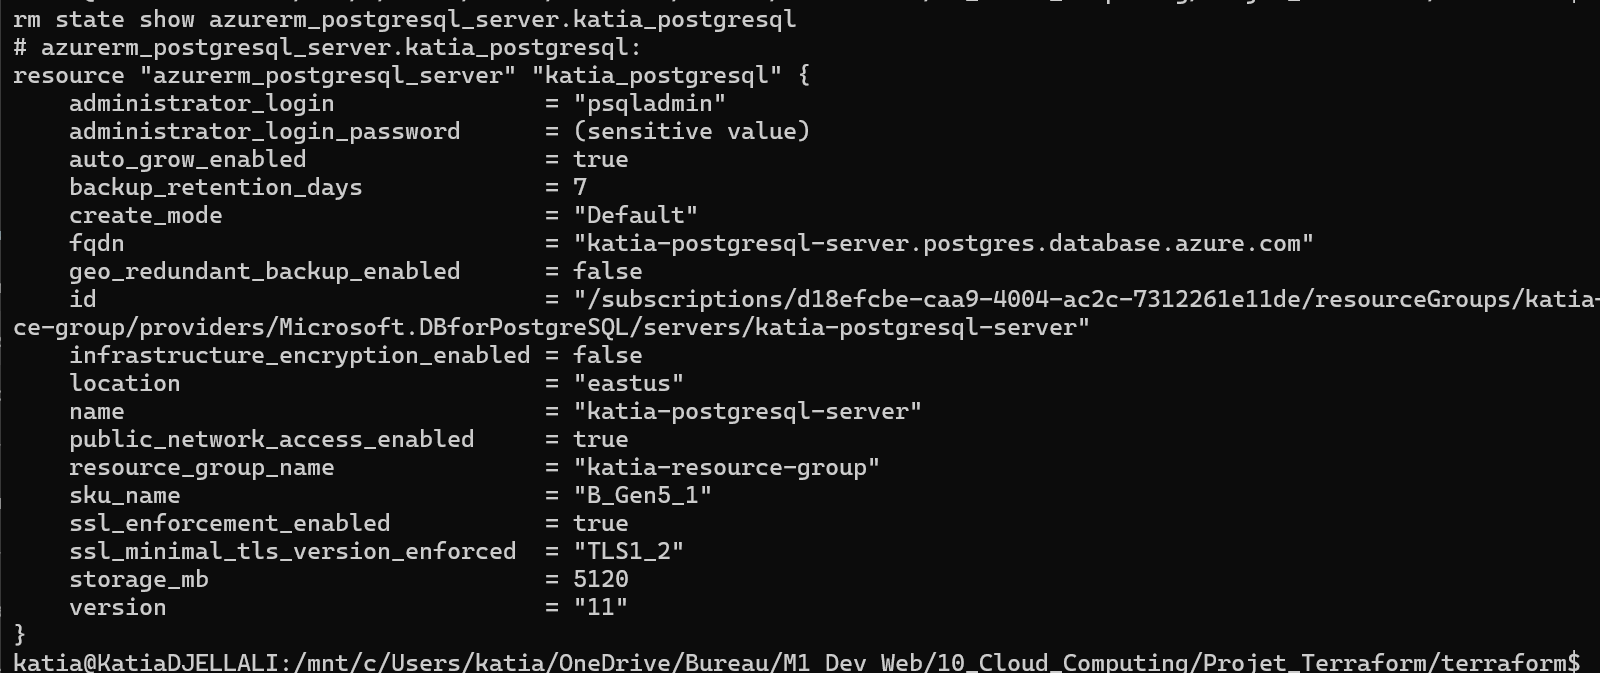 rm state show azurerm_postgresql_server.katia_postgresql
# azurerm_postgresql_server.katia_postgresql:
resource "azurerm_postgresql_server" "katia_postgresql" {
    administrator_login               = "psqladmin"
    administrator_login_password      = (sensitive value)
    auto_grow_enabled                 = true
    backup_retention_days             = 7
    create_mode                       = "Default"
    fqdn                              = "katia-postgresql-server.postgres.database.azure.com"
    geo_redundant_backup_enabled      = false
    id                                = "/subscriptions/d18efcbe-caa9-4004-ac2c-7312261e11de/resourceGroups/katia-
ce-group/providers/Microsoft.DBforPostgreSQL/servers/katia-postgresql-server"
    infrastructure_encryption_enabled = false
    location                          = "eastus"
    name                              = "katia-postgresql-server"
    public_network_access_enabled     = true
    resource_group_name               = "katia-resource-group"
    sku_name                          = "B_Gen5_1"
    ssl_enforcement_enabled           = true
    ssl_minimal_tls_version_enforced  = "TLS1_2"
    storage_mb                        = 5120
    version                           = "11"
}
katia@KatiaDJELLALI:/mnt/c/Users/katia/OneDrive/Bureau/M1 Dev Web/10_Cloud_Computing/Projet_Terraform/terraform$